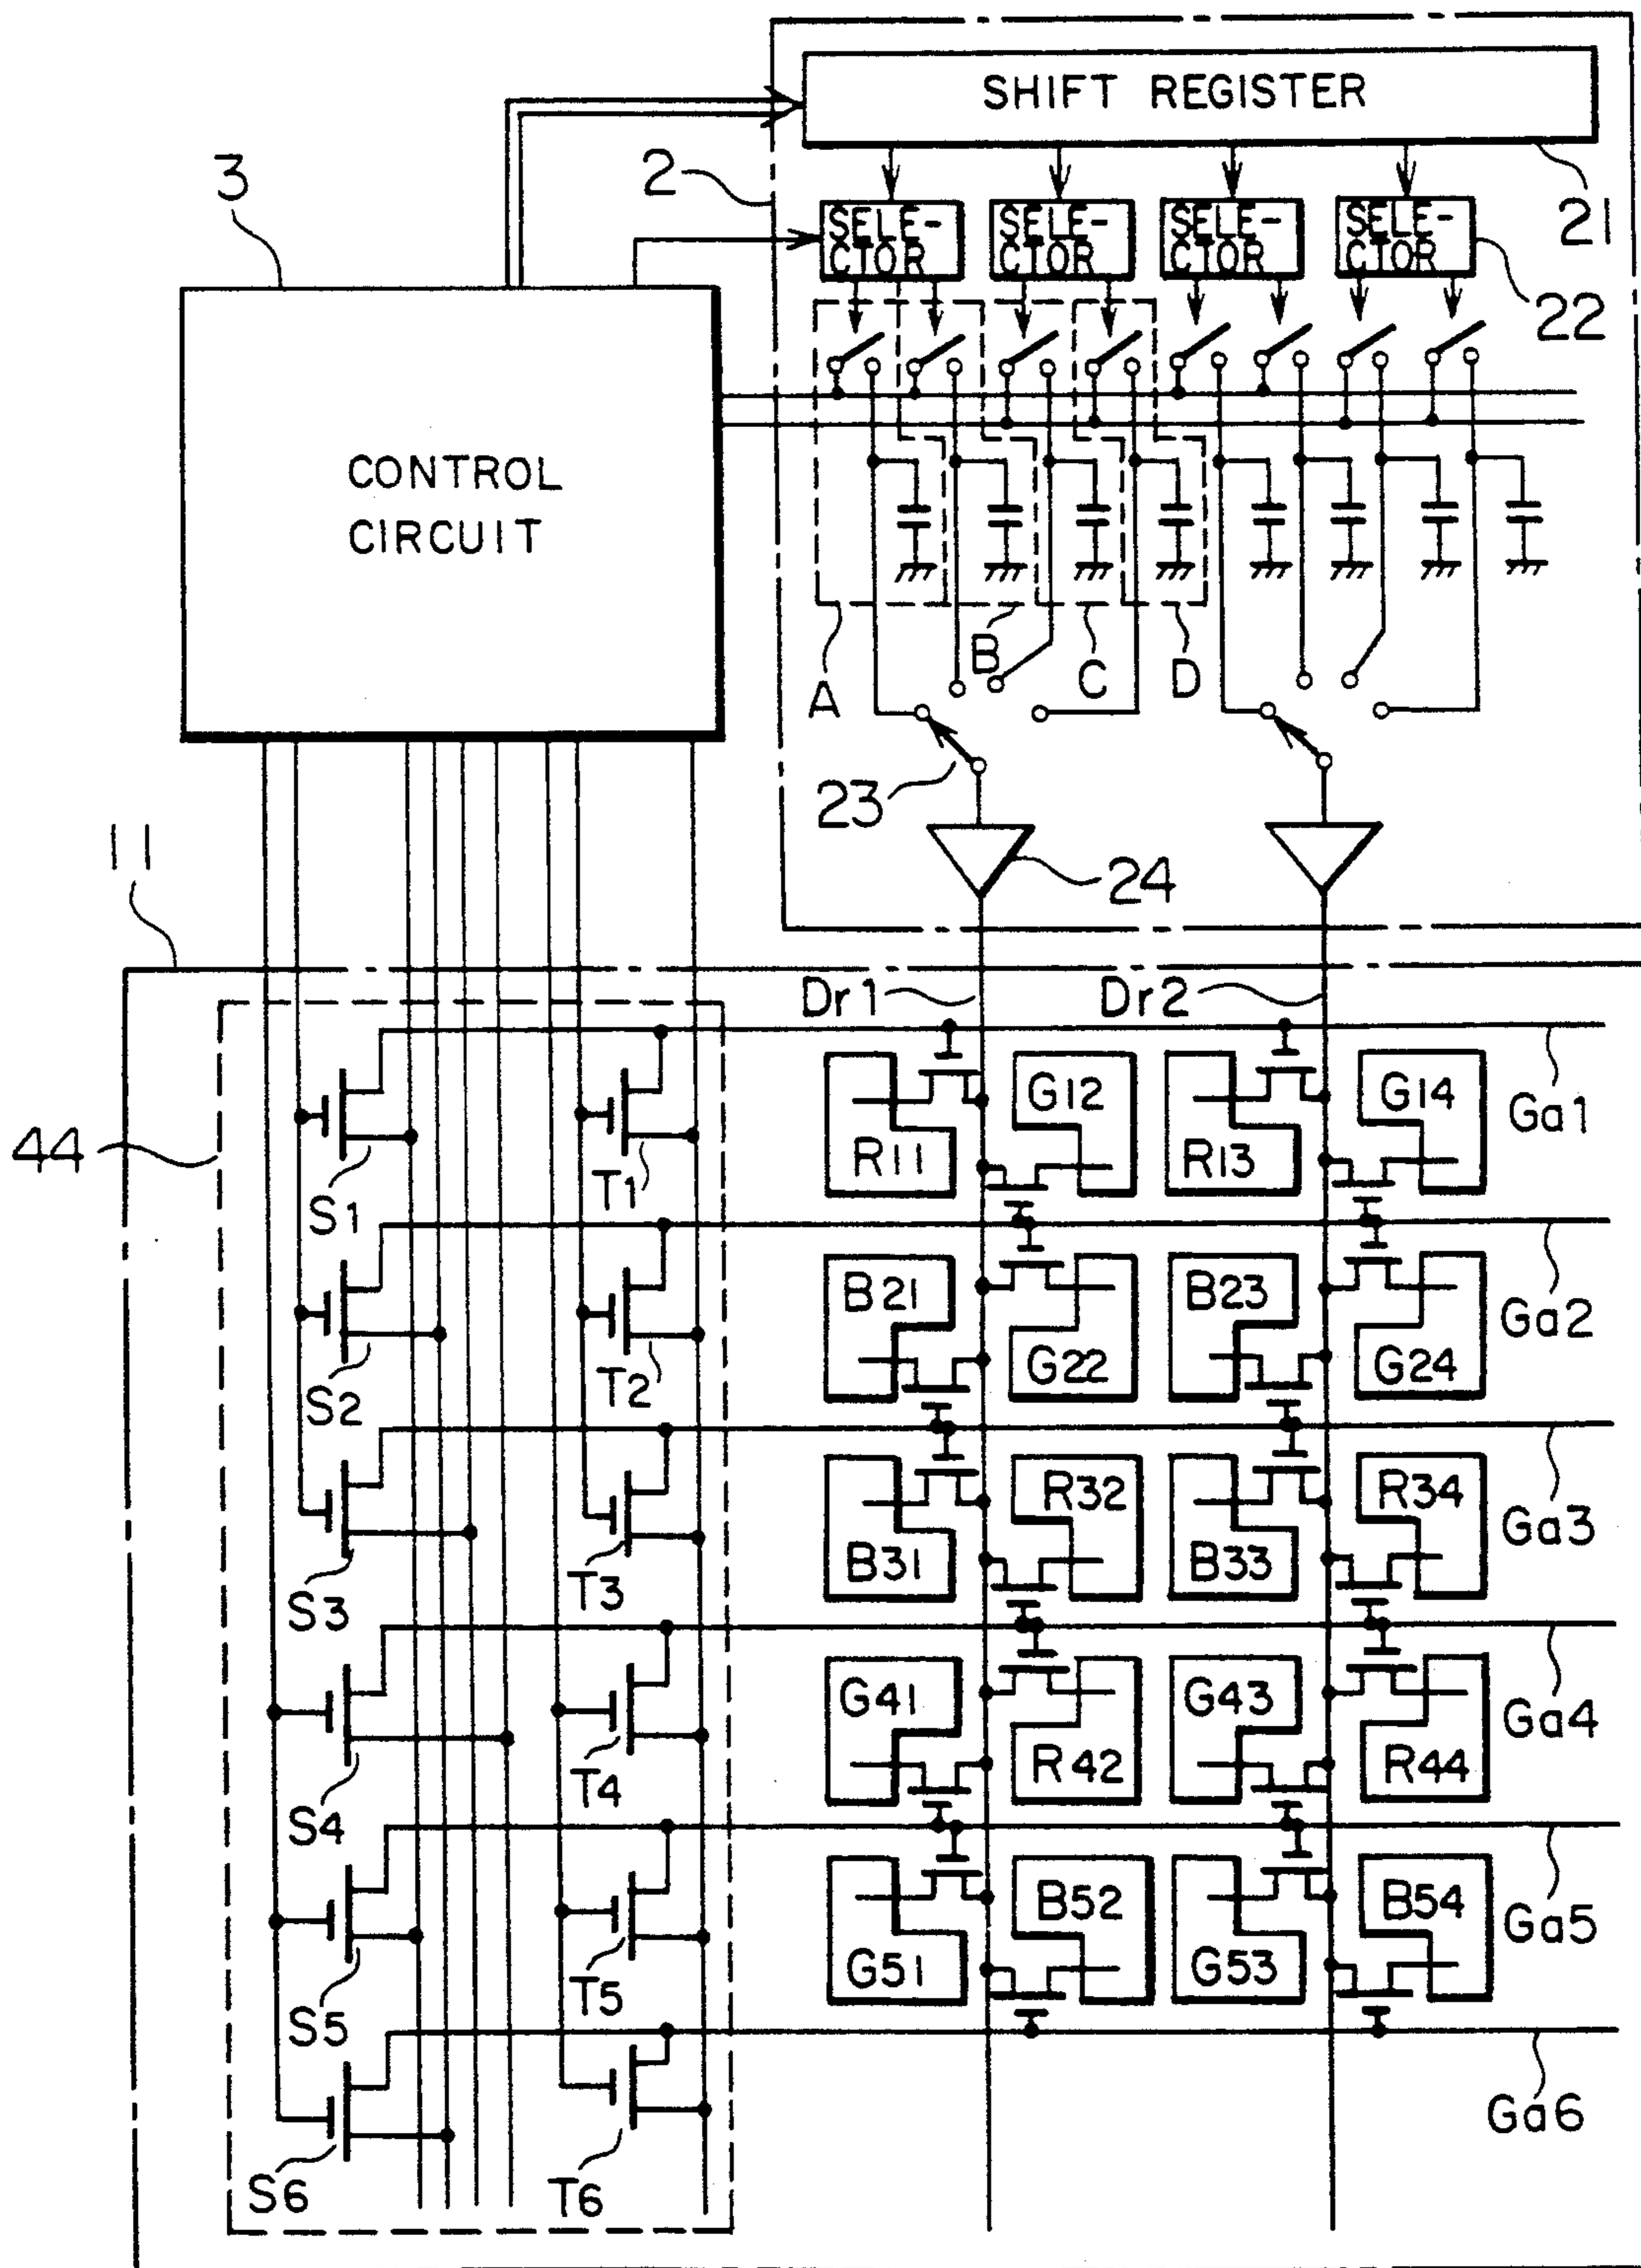 SHIFT REGISTER
2
3
SELE-
CTOR
SELE-
CTOR
SELE-
CTOR
SELE-
CTOR
21
22
CONTROL
CIRCUIT
A
B
C
D
23
24
11
Dr1
Dr2
44
S1
T1
R11
G12
R13
G14
Ga1
S2
T2
B21
G22
B23
G24
Ga2
S3
T3
B31
R32
B33
R34
Ga3
S4
T4
G41
R42
G43
R44
Ga4
S5
T5
G51
B52
G53
B54
Ga5
S6
T6
Ga6